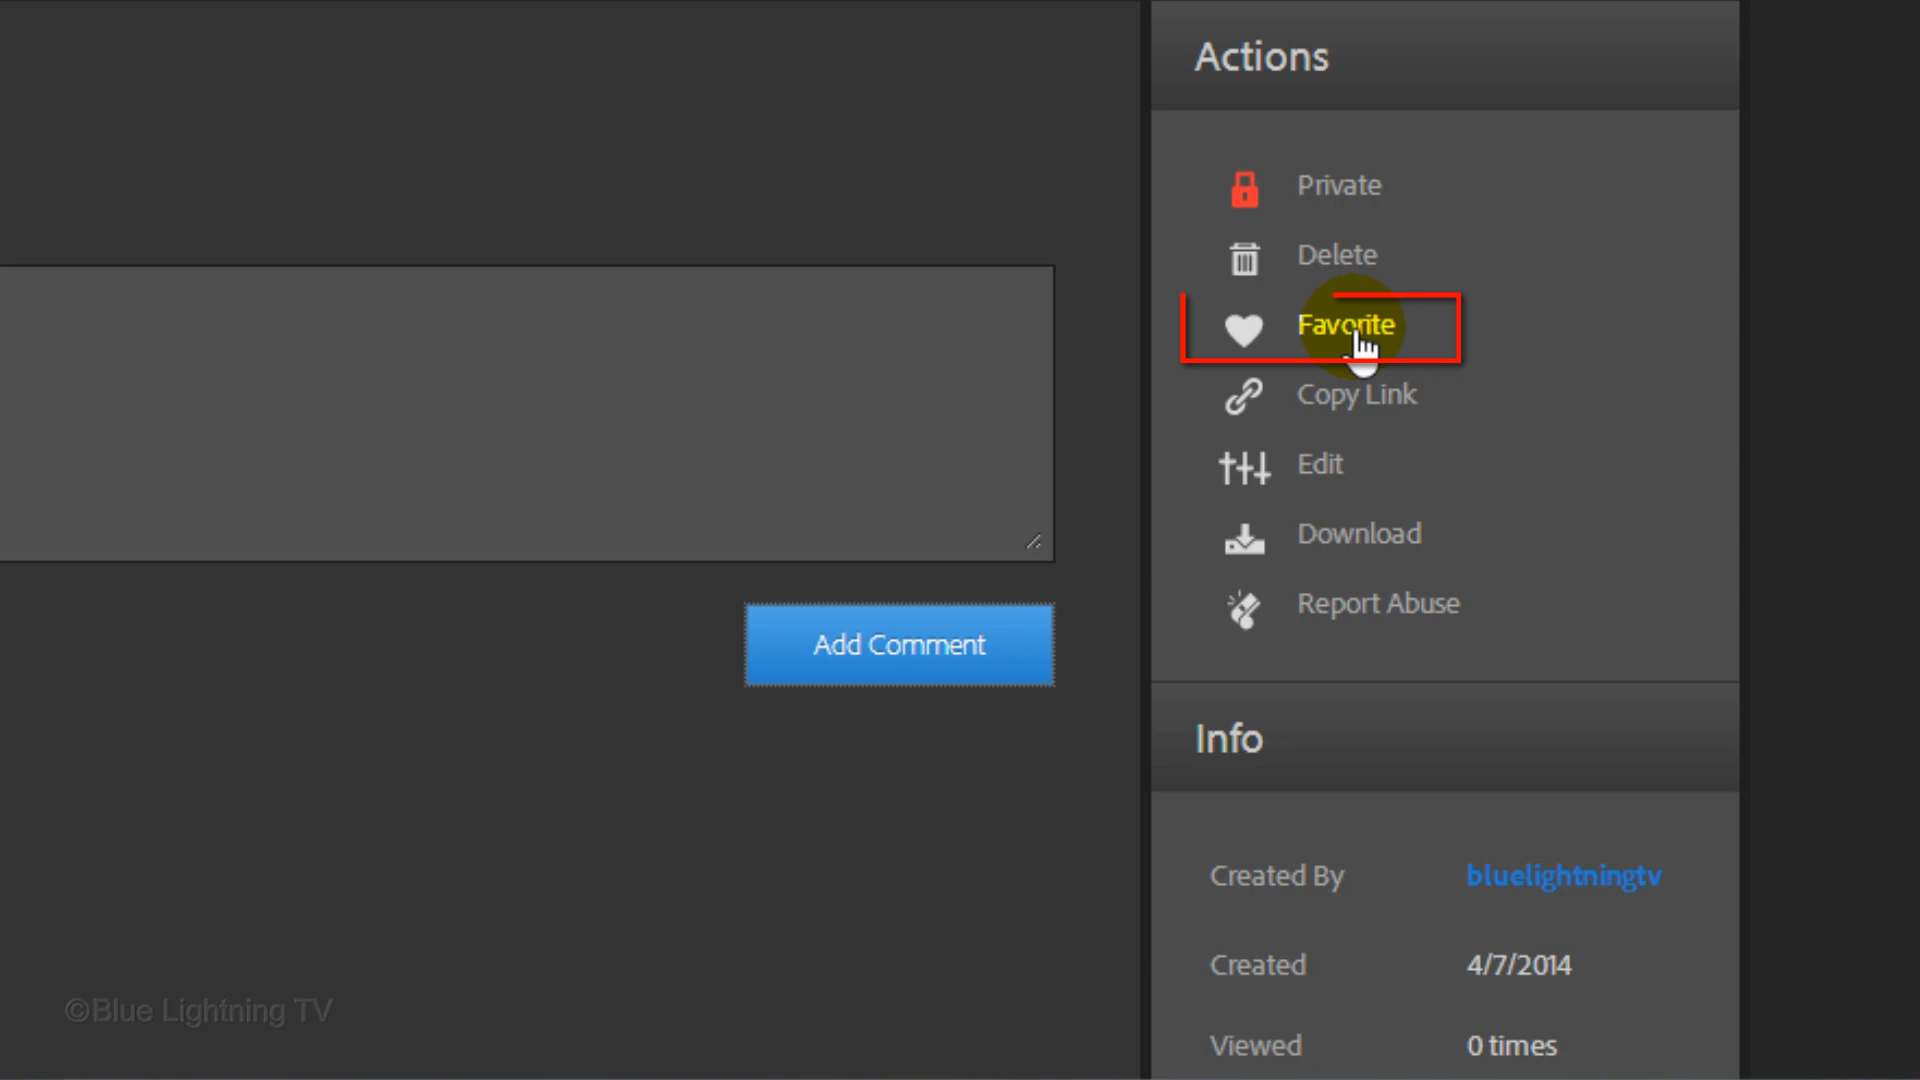 Actions
Private
Delete
Favorite
Copy Link
Edit
Download
Report Abuse
Add Comment
Info
Created By bluelightningtv
Created 4/7/2014
Viewed 0 times
©Blue Lightning TV